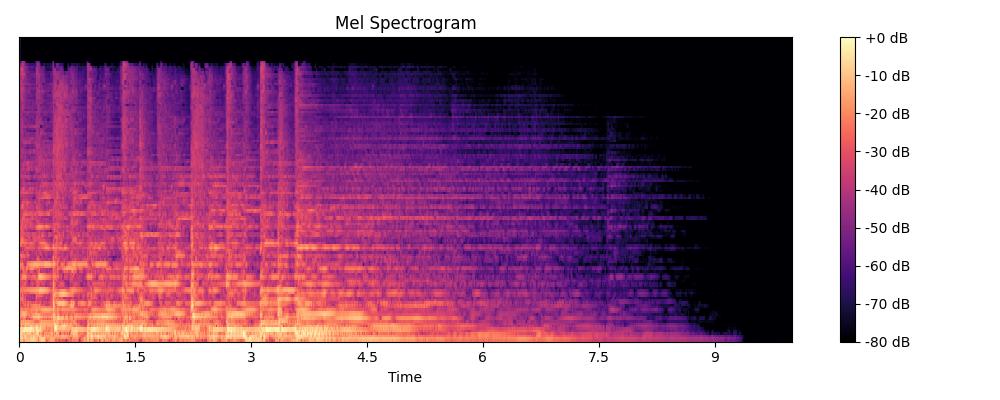 Mel Spectrogram
+0 dB
-10 dB
-20 dB
-30 dB
-40 dB
-50 dB
-60 dB
-70 dB
-80 dB
0 1.5 3 4.5 6 7.5 9
Time